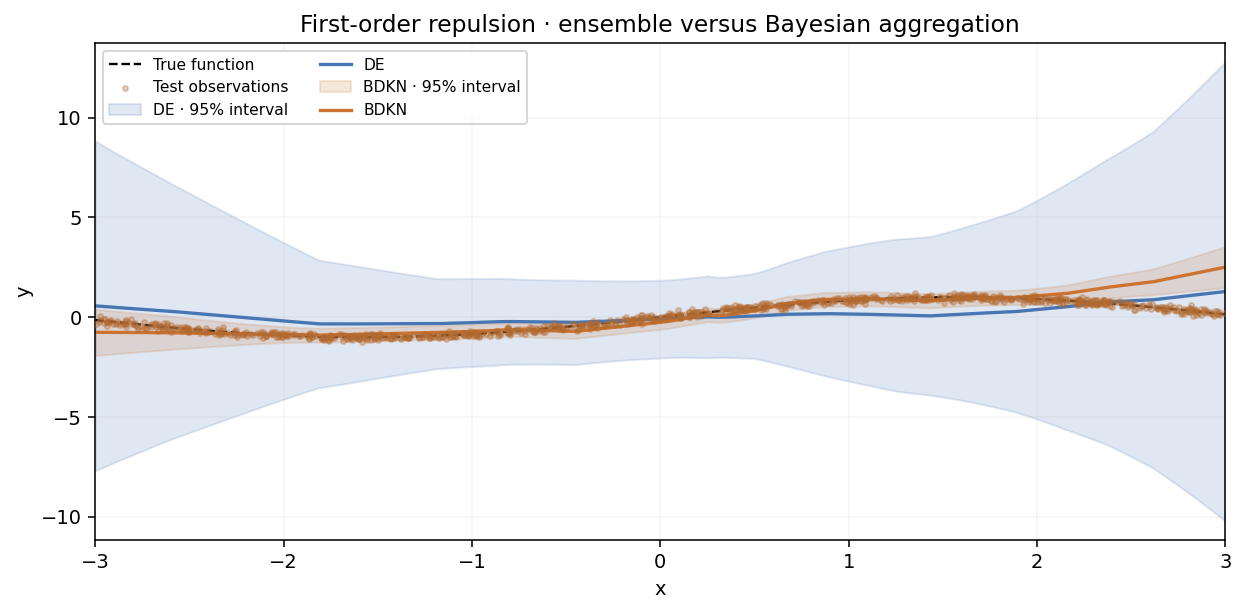 First-order repulsion · ensemble versus Bayesian aggregation
True function
Test observations
DE · 95% interval
DE
BDKN · 95% interval
BDKN
y
10
5
0
−5
−10
−3
−2
−1
0
1
2
3
x